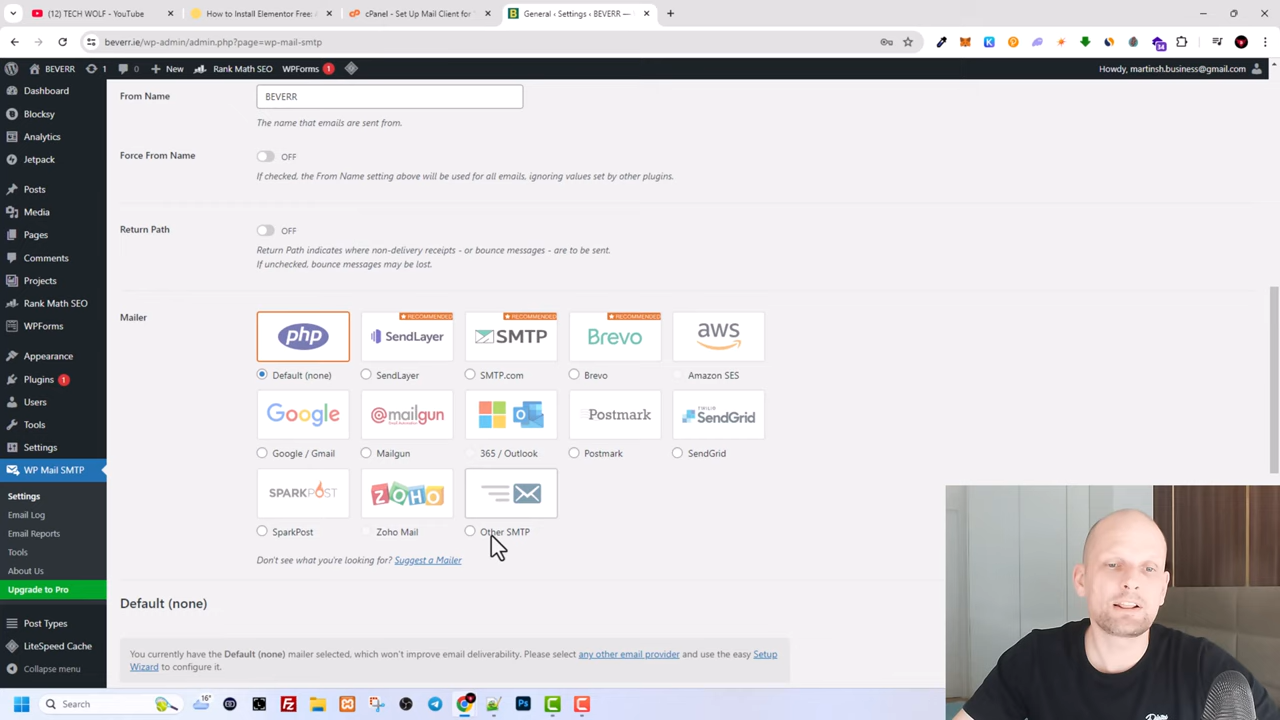 (12) TECH WOLF - YouTube
How to Install Elementor Free:
cPanel - Set Up Mail Client for
General ‹ Settings ‹ BEVERR —
beverr.ie/wp-admin/admin.php?page=wp-mail-smtp
34
BEVERR 1 0 New Rank Math SEO WPForms 1
Howdy, martinsh.business@gmail.com
Dashboard
Blocksy
Analytics
Jetpack
Posts
Media
Pages
Comments
Projects
Rank Math SEO
WPForms
Appearance
Plugins 1
Users
Tools
Settings
WP Mail SMTP
Settings
Email Log
Email Reports
Tools
About Us
Upgrade to Pro
Team Types
LiteSpeed Cache
Collapse menu
From Name
BEVERR
The name that emails are sent from.
Force From Name
OFF
If checked, the From Name setting above will be used for all emails, ignoring values set by other plugins.
Return Path
OFF
Return Path indicates where non-delivery receipts - or bounce messages - are to be sent.
If unchecked, bounce messages may be lost.
Mailer
RECOMMENDED RECOMMENDED RECOMMENDED
php SendLayer SMTP Brevo aws
Default (none) SendLayer SMTP.com Brevo Amazon SES
Google mailgun Postmark TWILIO SendGrid
Google / Gmail Mailgun 365 / Outlook Postmark SendGrid
SPARKPOST ZOHO
SparkPost Zoho Mail Other SMTP
Don't see what you're looking for? Suggest a Mailer
Default (none)
You currently have the Default (none) mailer selected, which won't improve email deliverability. Please select any other email provider and use the easy Setup
Wizard to configure it.
Search
16°
Ps